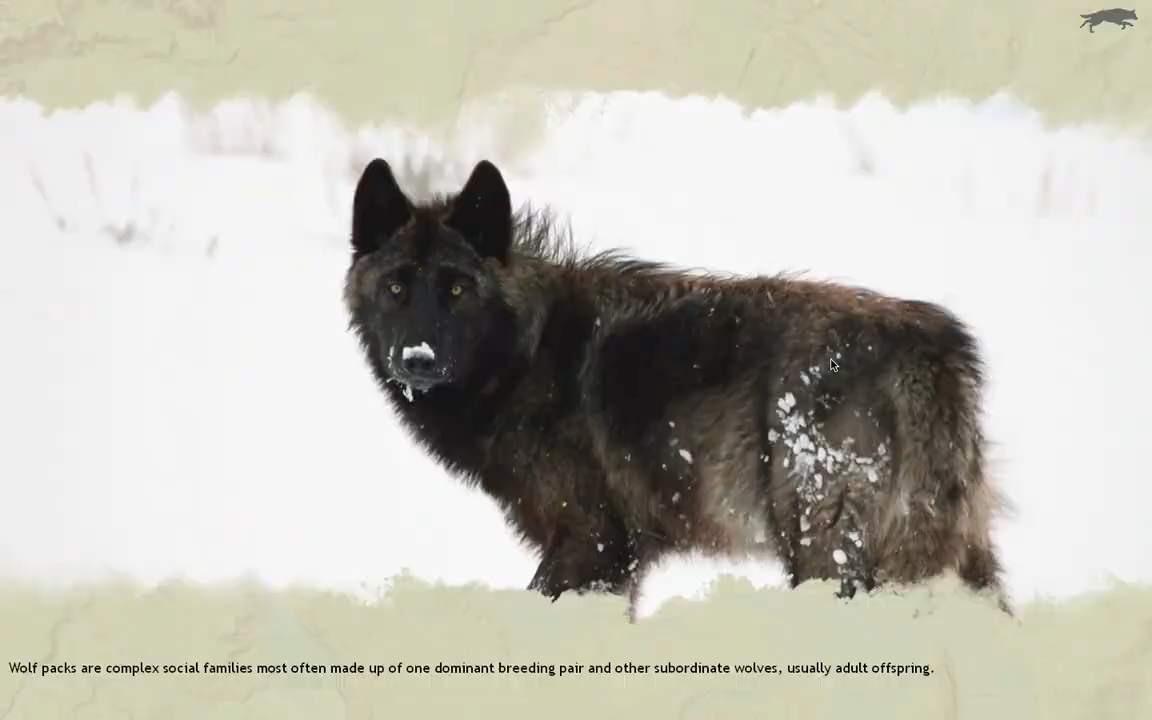 Wolf packs are complex social families most often made up of one dominant breeding pair and other subordinate wolves, usually adult offspring.